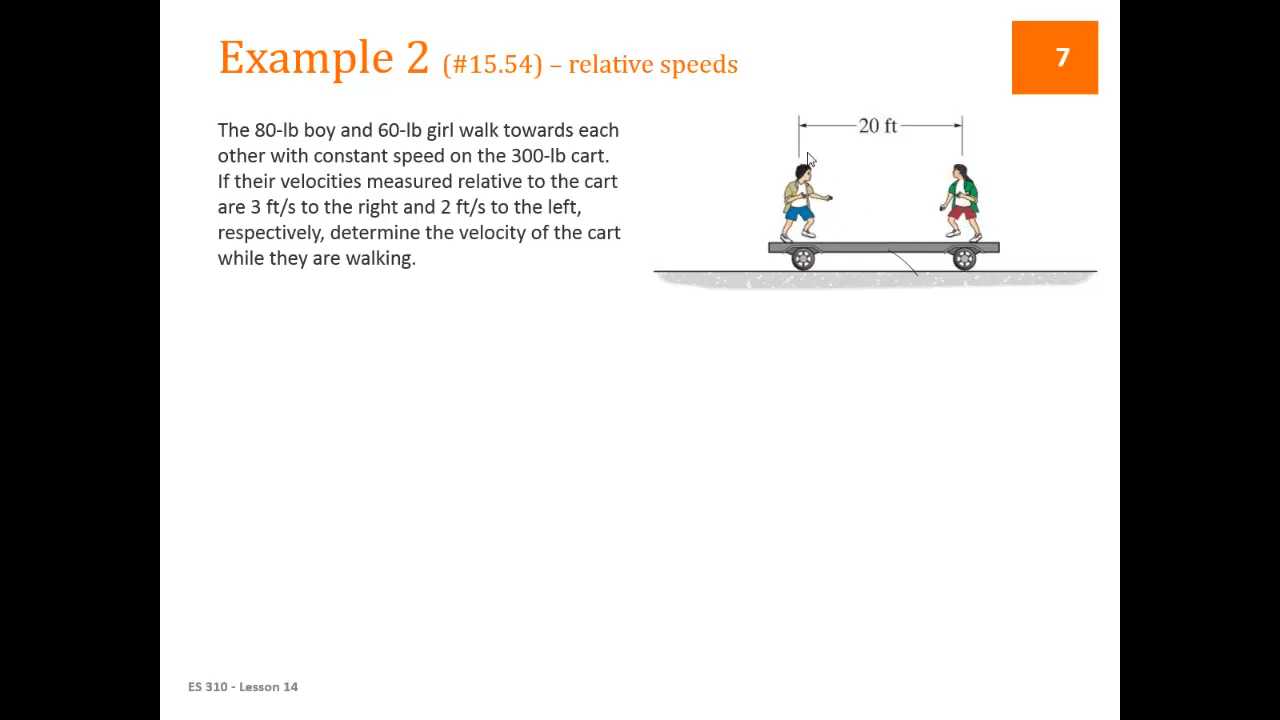 Example 2 (#15.54) – relative speeds
7
The 80-lb boy and 60-lb girl walk towards each
other with constant speed on the 300-lb cart.
If their velocities measured relative to the cart
are 3 ft/s to the right and 2 ft/s to the left,
respectively, determine the velocity of the cart
while they are walking.
20 ft
ES 310 - Lesson 14